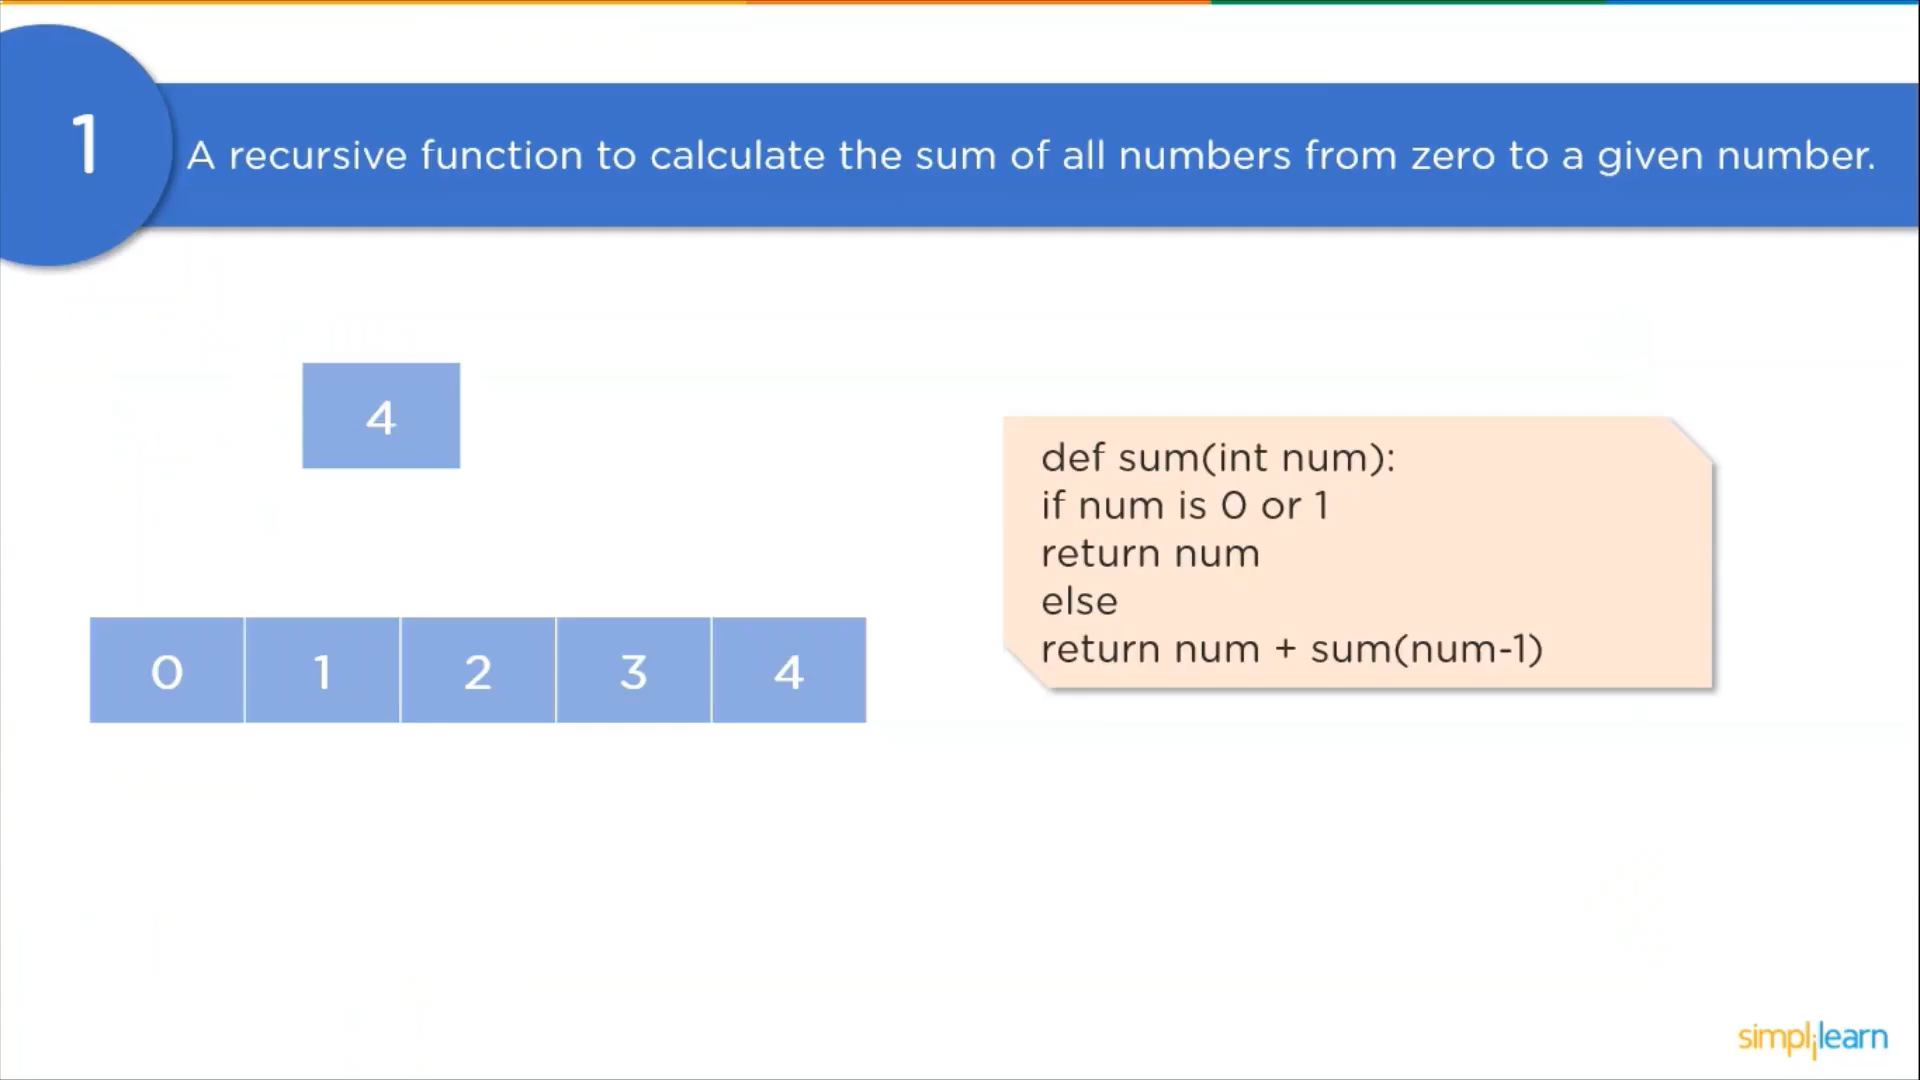 1
A recursive function to calculate the sum of all numbers from zero to a given number.
4
0 1 2 3 4
def sum(int num):
if num is 0 or 1
return num
else
return num + sum(num-1)
simplilearn